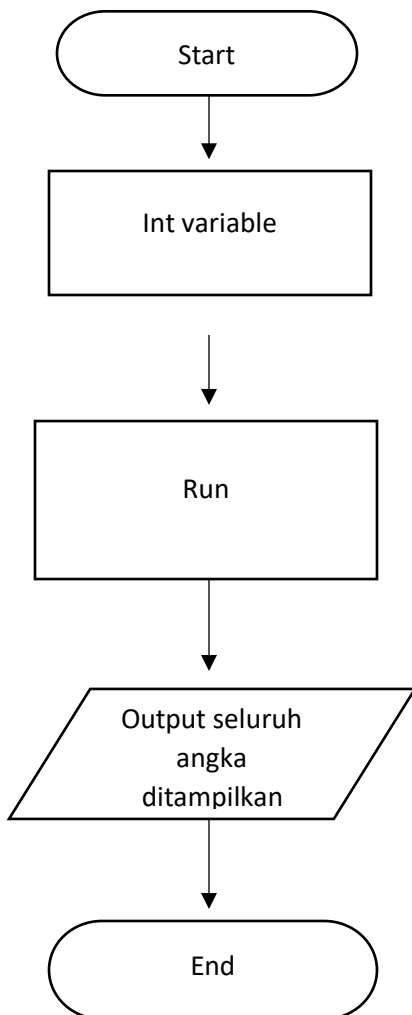 Start
Int variable
Run
Output seluruh
angka
ditampilkan
End